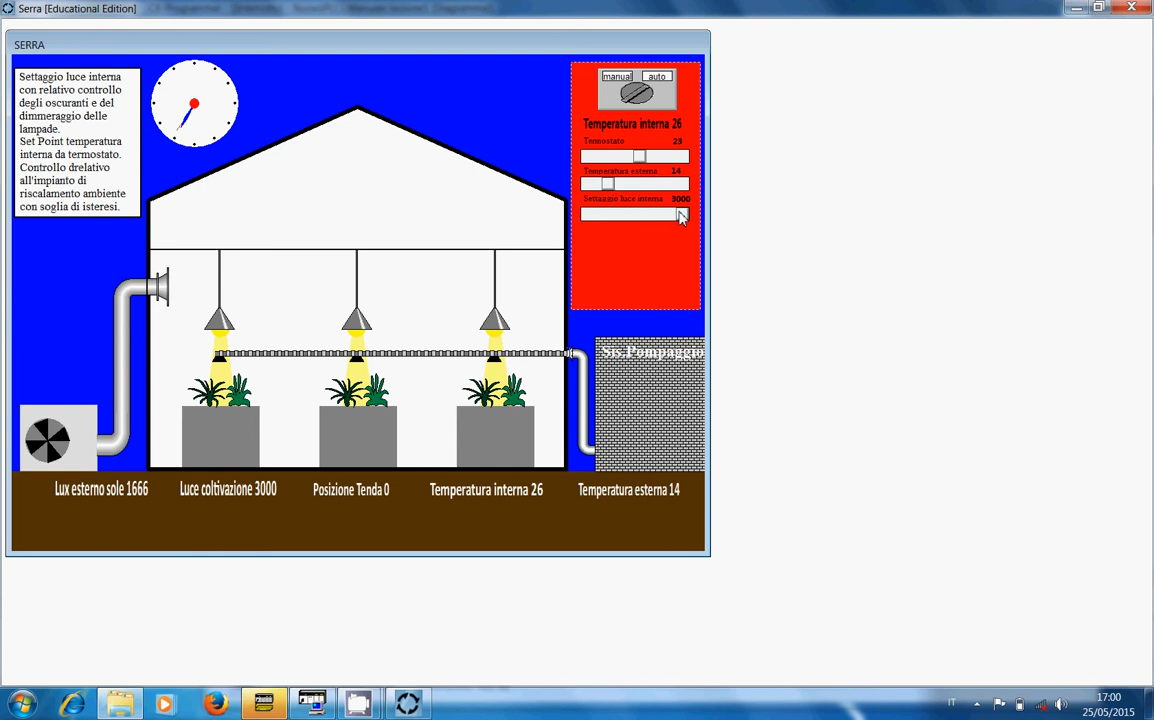 Serra [Educational Edition]
SERRA
Settaggio luce interna
con relativo controllo
degli oscuranti e del
dimmeraggio delle
lampade.
Set Point temperatura
interna da termostato.
Controllo drelativo
all'impianto di
riscalamento ambiente
con soglia di isteresi.
manual auto
Temperatura interna 26
Termostato 23
Temperatura esterna 14
Settaggio luce interna 3000
Sis.Pompaggio
Lux esterno sole 1666 Luce coltivazione 3000 Posizione Tenda 0 Temperatura interna 26 Temperatura esterna 14
IT
17:00
25/05/2015